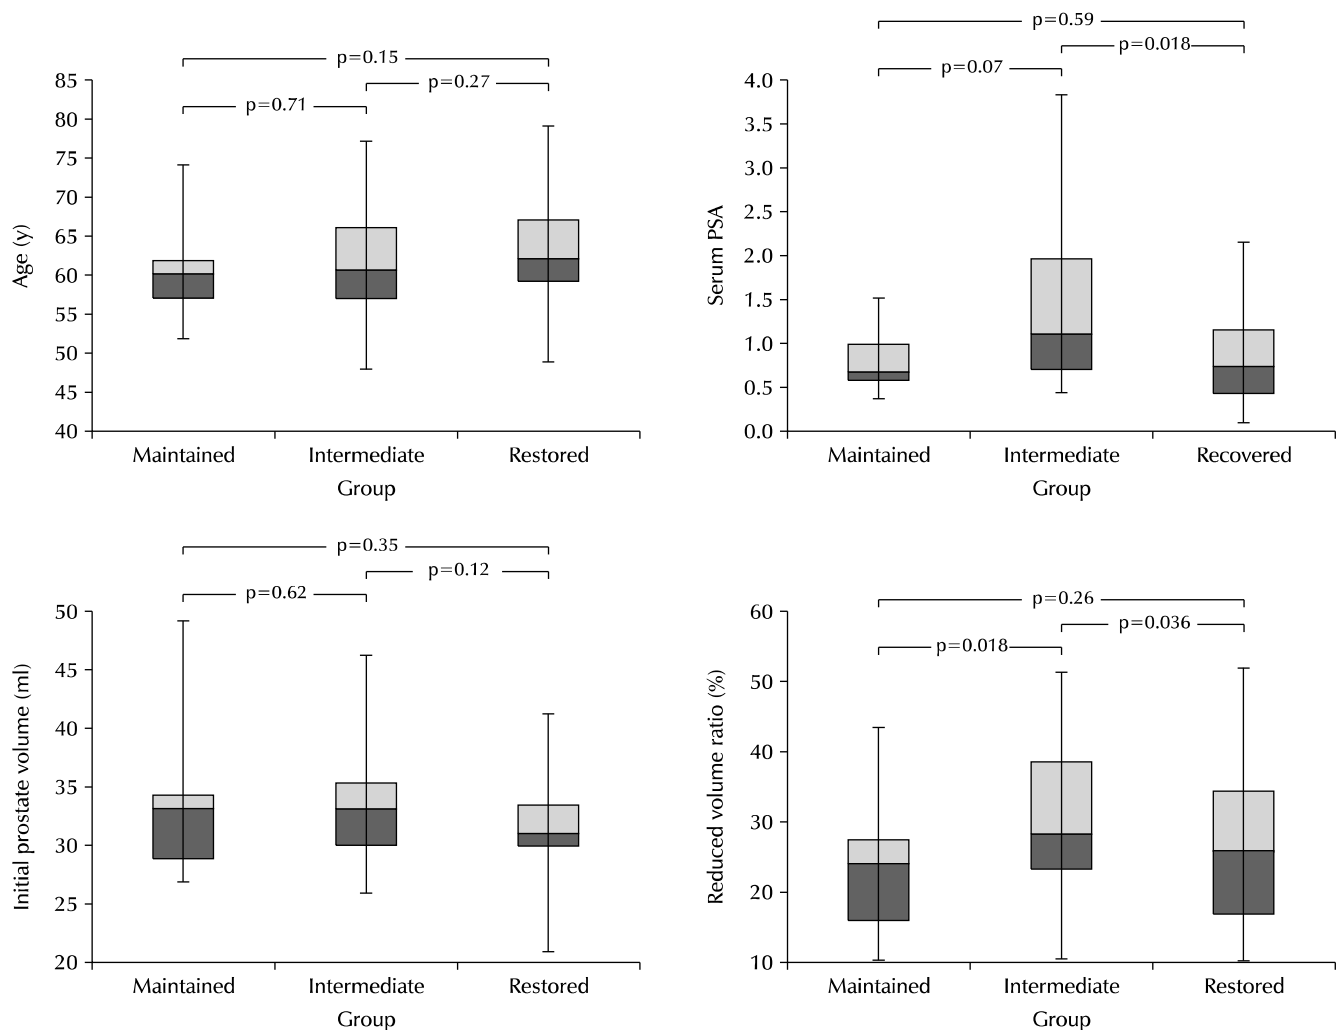 p=0.15
p=0.27
p=0.71
85
80
75
70
65
60
55
50
45
40
Age (y)
Maintained Intermediate Restored
Group
p=0.59
p=0.018
p=0.07
4.0
3.5
3.0
2.5
2.0
1.5
1.0
0.5
0.0
Serum PSA
Maintained Intermediate Recovered
Group
p=0.35
p=0.12
p=0.62
50
45
40
35
30
25
20
Initial prostate volume (ml)
Maintained Intermediate Restored
Group
p=0.26
p=0.036
p=0.018
60
50
40
30
20
10
Reduced volume ratio (%)
Maintained Intermediate Restored
Group